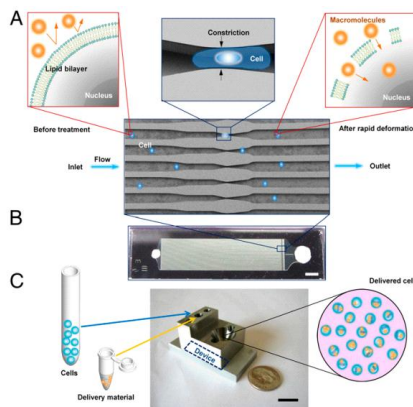 A
Constriction
Cell
Macromolecules
Lipid bilayer
Nucleus
Nucleus
Before treatment
After rapid deformation
Cell
Inlet
Flow
Outlet
B
C
Cells
Delivery material
Device
Delivered cells